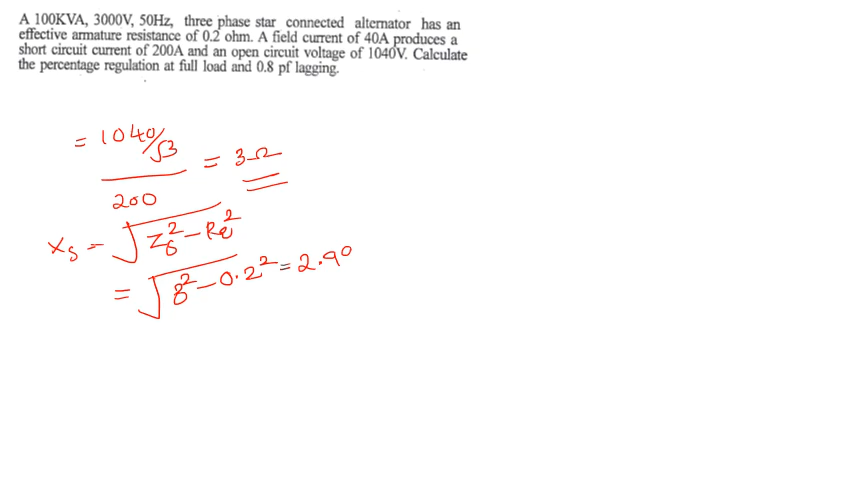 A 100KVA, 3000V, 50Hz, three phase star connected alternator has an
effective armature resistance of 0.2 ohm. A field current of 40A produces a
short circuit current of 200A and an open circuit voltage of 1040V. Calculate
the percentage regulation at full load and 0.8 pf lagging.
= 1040/√3
= 3Ω
200
Xs = √Zs² - Re²
= √3² - 0.2² = 2.90